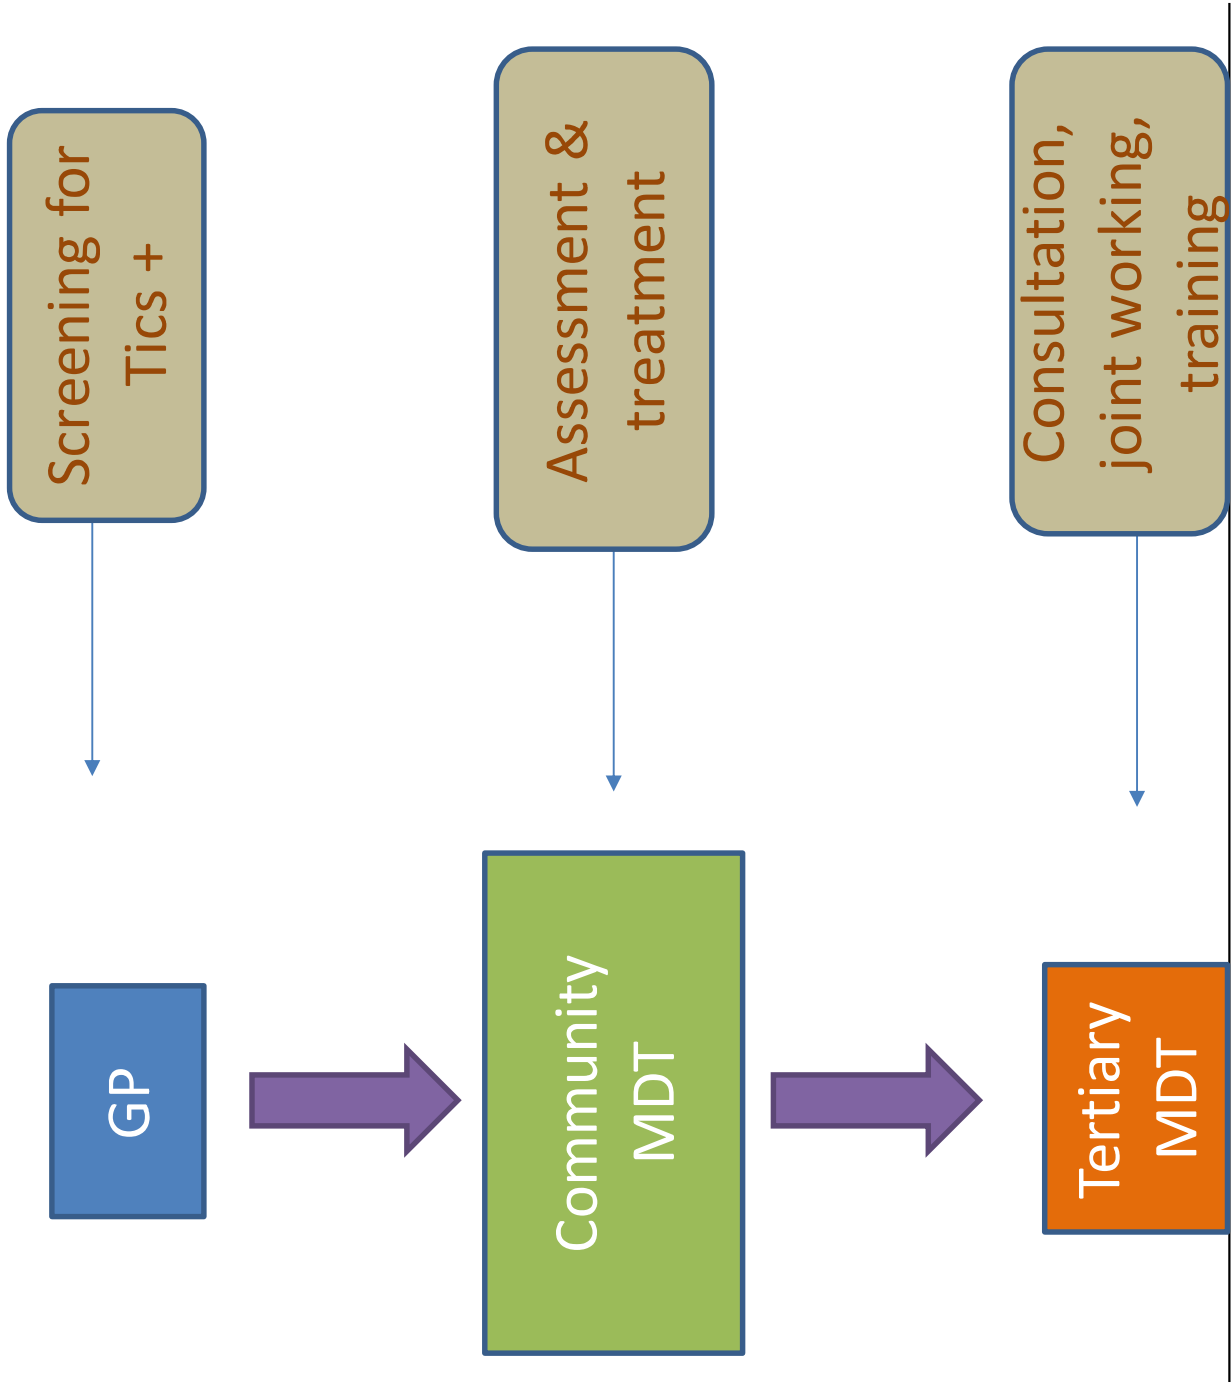 GP
Screening for
Tics +
Community
MDT
Assessment &
treatment
Tertiary
MDT
Consultation,
joint working,
training